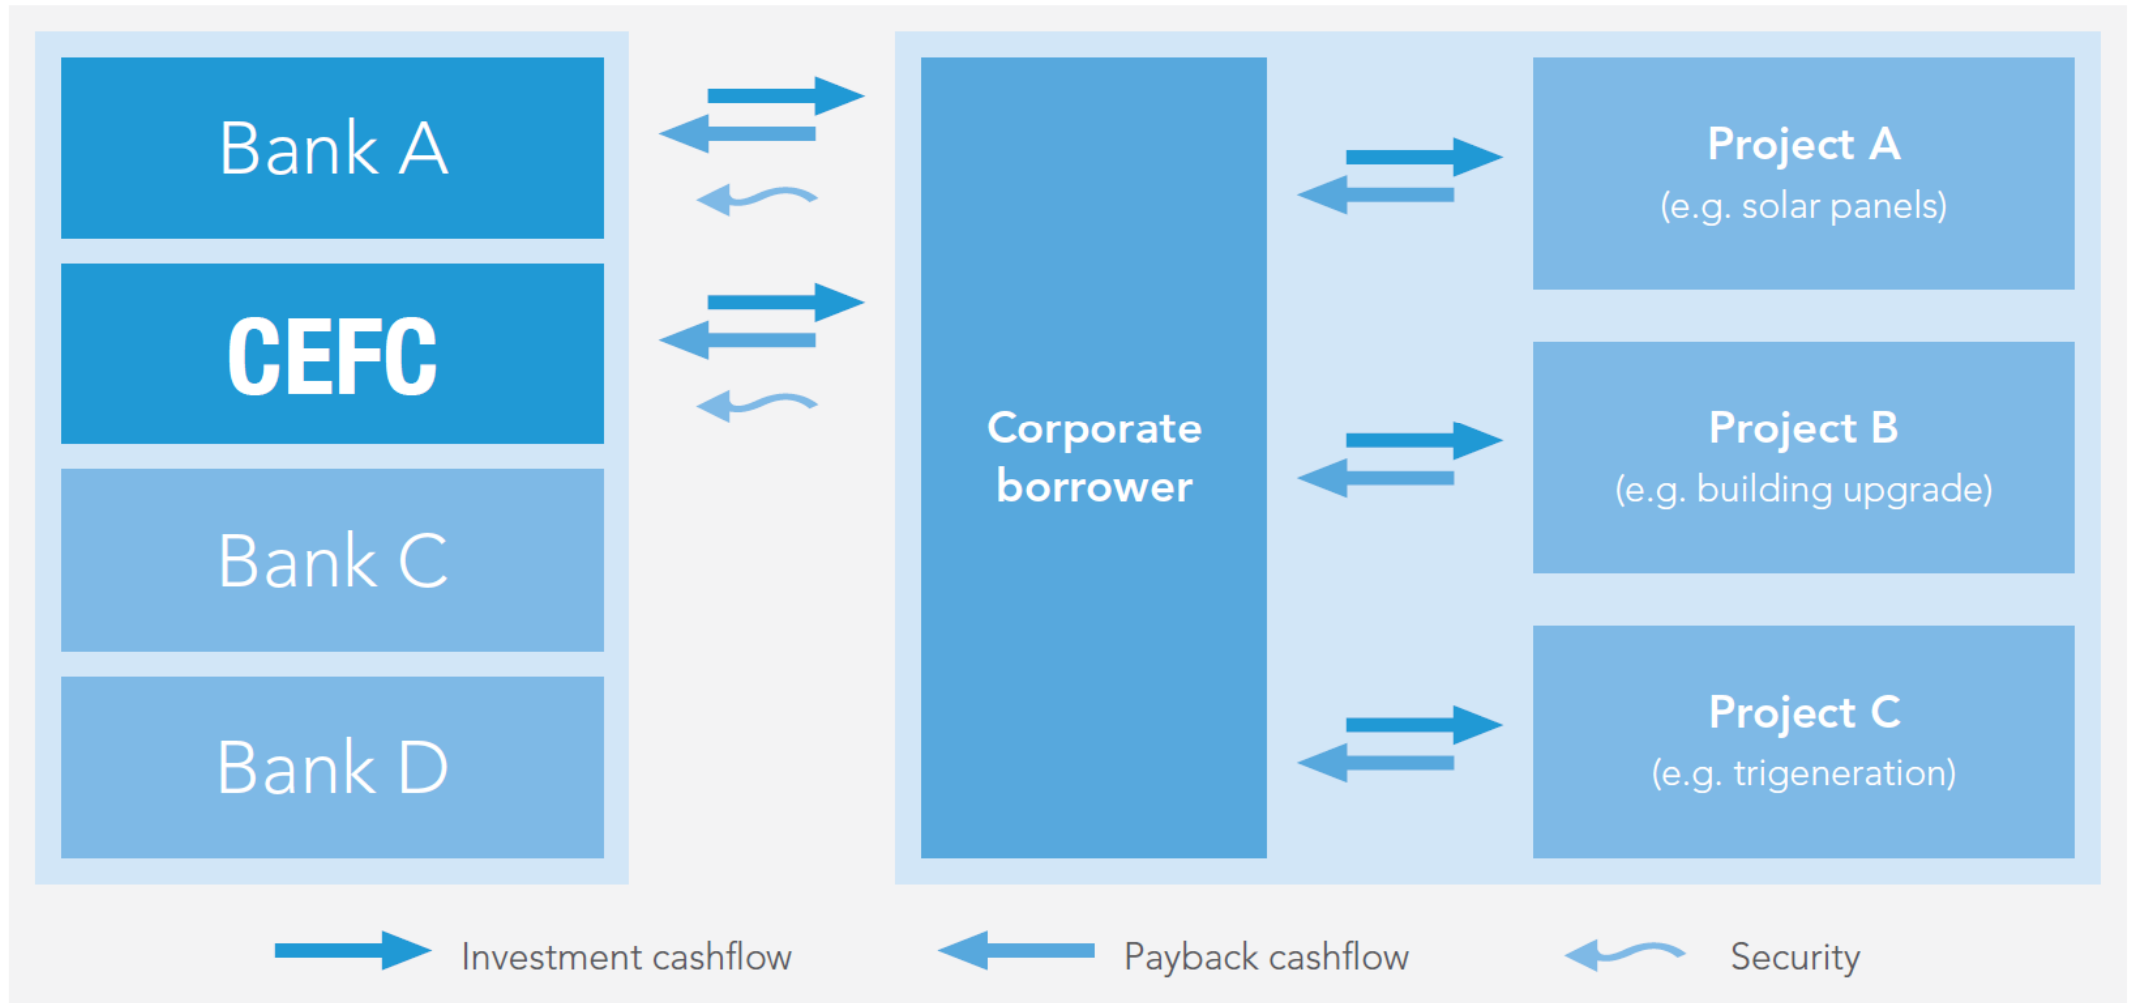 Bank A
CEFC
Bank C
Bank D
Corporate
borrower
Project A
(e.g. solar panels)
Project B
(e.g. building upgrade)
Project C
(e.g. trigeneration)
Investment cashflow
Payback cashflow
Security